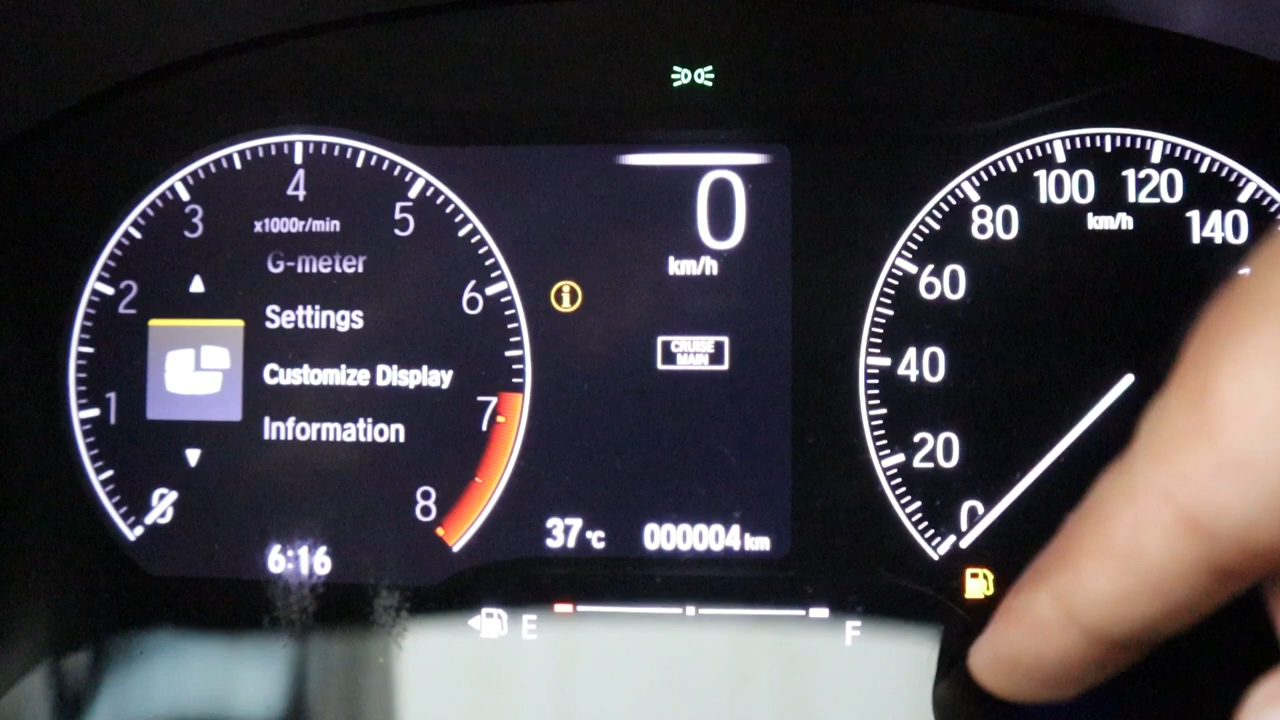 4
3
5
x1000r/min
G-meter
2
6
Settings
Customize Display
1
7
Information
8
6:16
0
km/h
CRUISE
MAIN
37 °C
000004 km
E
F
100
120
80
km/h
140
60
40
20
0